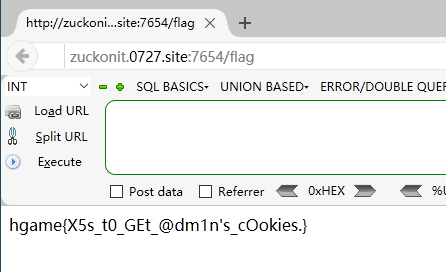 http://zuckoni...site:7654/flag
zuckonit.0727.site:7654/flag
INT SQL BASICS UNION BASED ERROR/DOUBLE QUER
Load URL
Split URL
Execute
Post data Referrer 0xHEX %U
hgame{X5s_t0_GEt_@dm1n's_cOokies.}